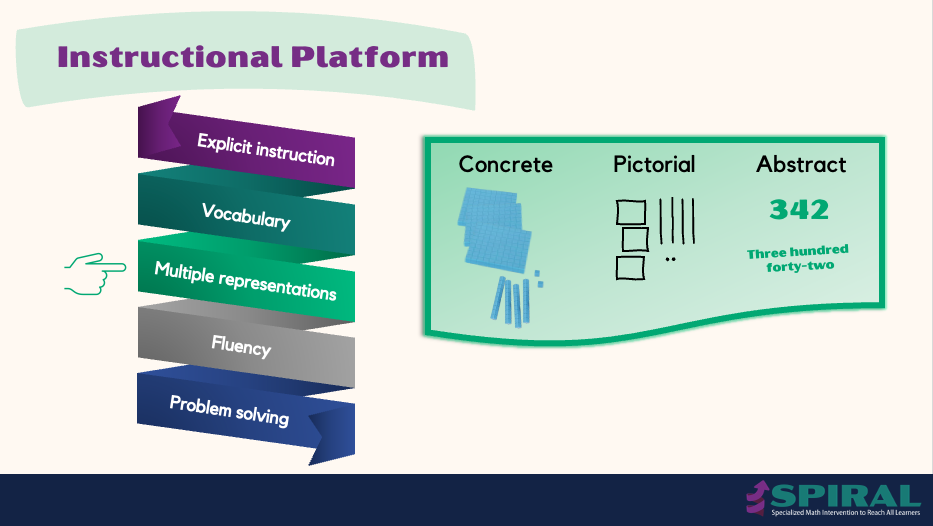 Instructional Platform
Explicit instruction
Vocabulary
Multiple representations
Fluency
Problem solving
Concrete
Pictorial
Abstract
342
Three hundred
forty-two
SPIRAL
Specialized Math Intervention to Reach All Learners